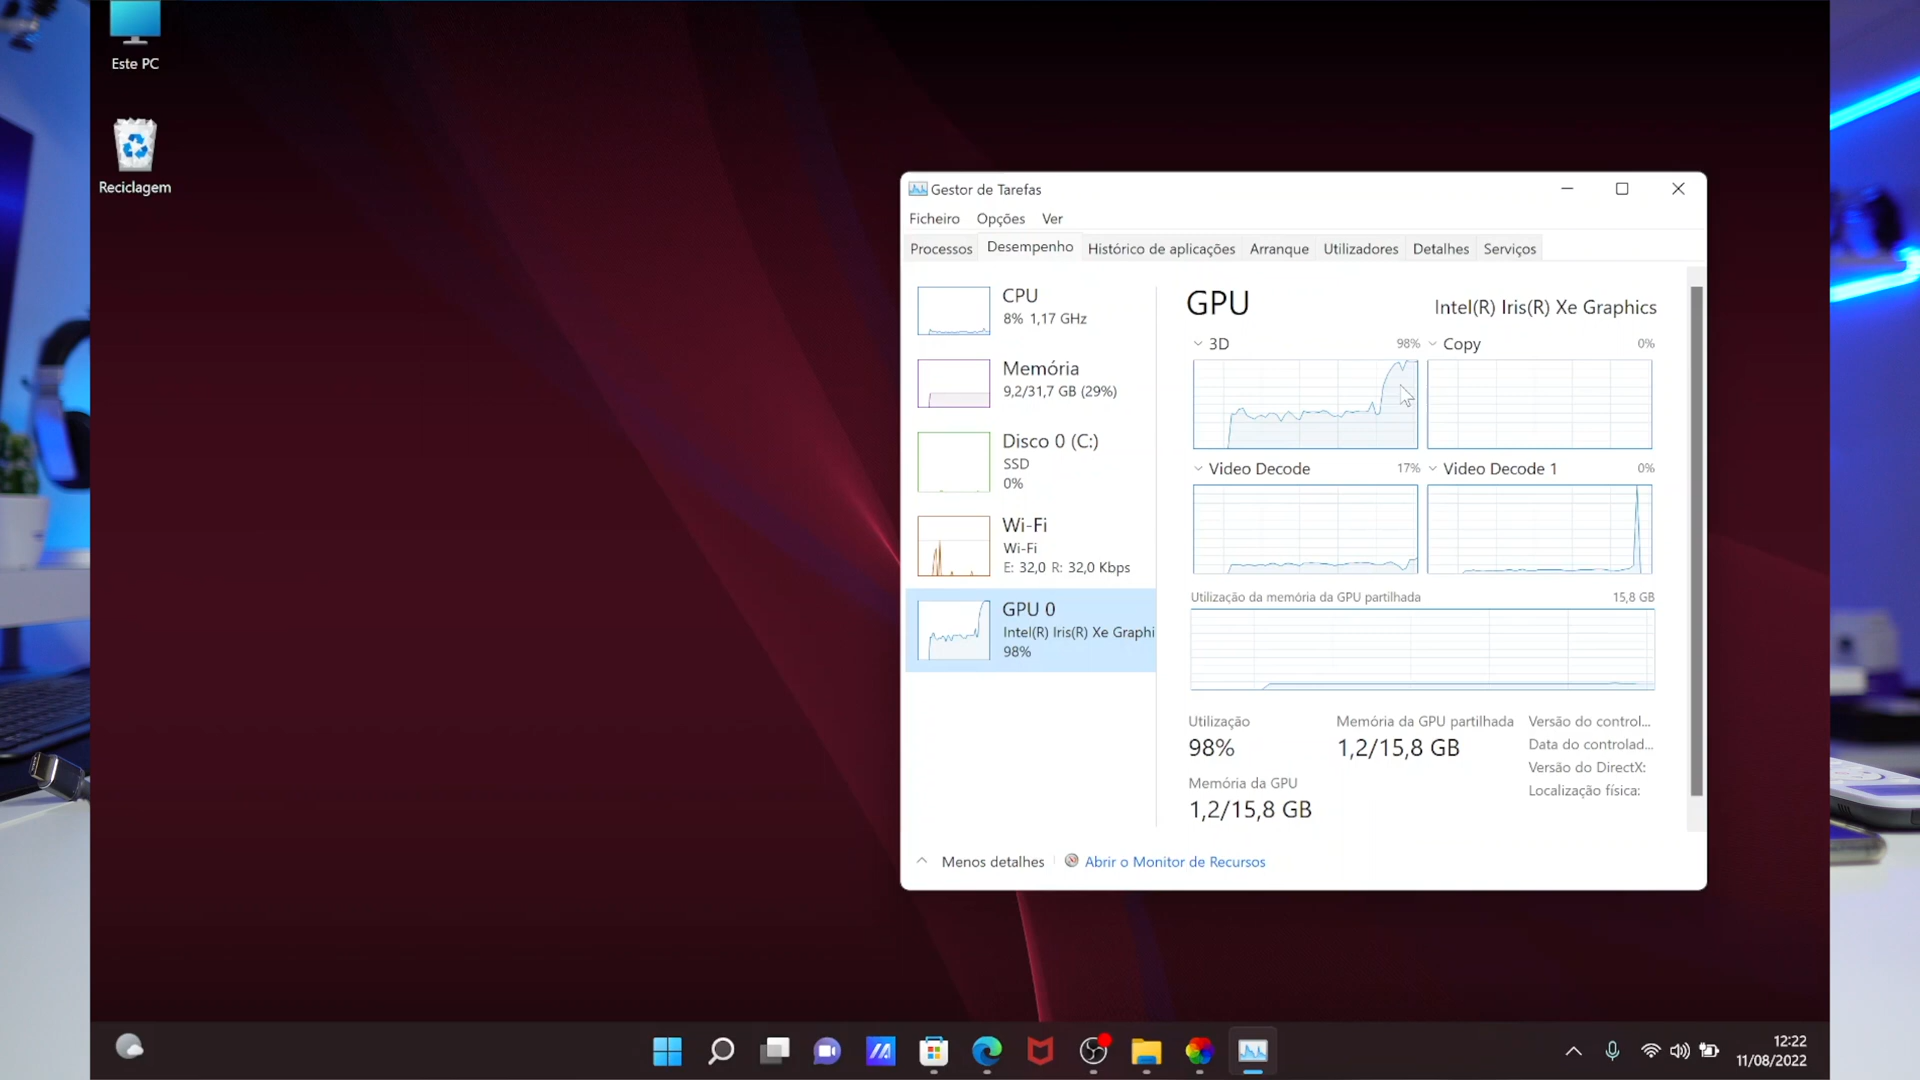 Este PC
Reciclagem
Gestor de Tarefas
Ficheiro Opções Ver
Processos Desempenho Histórico de aplicações Arranque Utilizadores Detalhes Serviços
CPU
8% 1,17 GHz
Memória
9,2/31,7 GB (29%)
Disco 0 (C:)
SSD
0%
Wi-Fi
Wi-Fi
E: 32,0 R: 32,0 Kbps
GPU 0
Intel(R) Iris(R) Xe Graphi
98%
GPU
Intel(R) Iris(R) Xe Graphics
3D 98%
Copy 0%
Video Decode 17%
Video Decode 1 0%
Utilização da memória da GPU partilhada 15,8 GB
Utilização
98%
Memória da GPU partilhada
1,2/15,8 GB
Memória da GPU
1,2/15,8 GB
Versão do control...
Data do controlad...
Versão do DirectX:
Localização física:
Menos detalhes
Abrir o Monitor de Recursos
12:22
11/08/2022